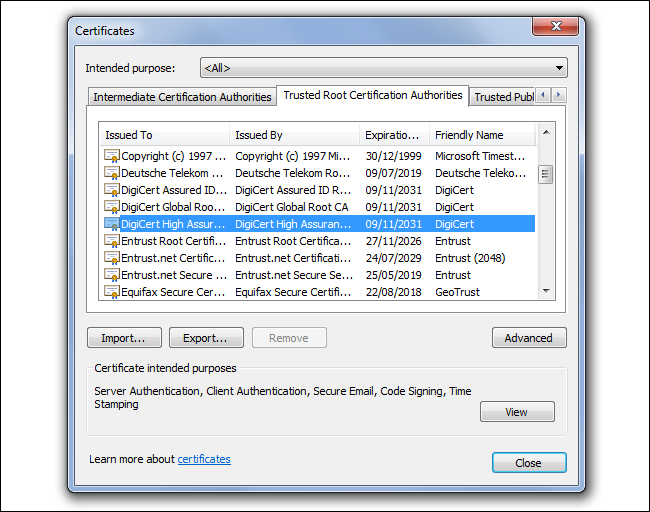 Certificates
Intended purpose: <All>
Intermediate Certification Authorities Trusted Root Certification Authorities Trusted Publ
Issued To Issued By Expiratio... Friendly Name
Copyright (c) 1997 ... Copyright (c) 1997 Mi... 30/12/1999 Microsoft Timest...
Deutsche Telekom ... Deutsche Telekom Ro... 09/07/2019 Deutsche Teleko...
DigiCert Assured ID... DigiCert Assured ID R... 09/11/2031 DigiCert
DigiCert Global Roo... DigiCert Global Root CA 09/11/2031 DigiCert
DigiCert High Assur... DigiCert High Assuran... 09/11/2031 DigiCert
Entrust Root Certifi... Entrust Root Certificat... 27/11/2026 Entrust
Entrust.net Certific... Entrust.net Certificati... 24/07/2029 Entrust (2048)
Entrust.net Secure ... Entrust.net Secure Se... 25/05/2019 Entrust
Equifax Secure Cer... Equifax Secure Certifi... 22/08/2018 GeoTrust
Import... Export... Remove Advanced
Certificate intended purposes
Server Authentication, Client Authentication, Secure Email, Code Signing, Time
Stamping
View
Learn more about certificates
Close